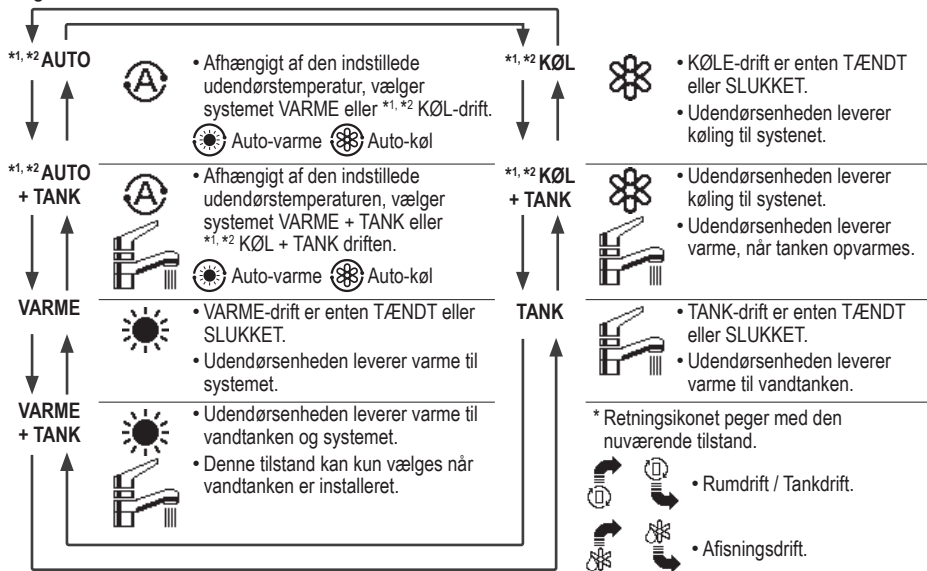 *1, *2 AUTO
• Afhængigt af den indstillede
udendørstemperatur, vælger
systemet VARME eller *1, *2 KØL-drift.
Auto-varme Auto-køl
*1, *2 AUTO
+ TANK
• Afhængigt af den indstillede
udendørstemperaturen, vælger
systemet VARME + TANK eller
*1, *2 KØL + TANK driften.
Auto-varme Auto-køl
VARME
• VARME-drift er enten TÆNDT eller
SLUKKET.
• Udendørsenheden leverer varme til
systemet.
VARME
+ TANK
• Udendørsenheden leverer varme til
vandtanken og systemet.
• Denne tilstand kan kun vælges når
vandtanken er installeret.
*1, *2 KØL
• KØLE-drift er enten TÆNDT
eller SLUKKET.
• Udendørsenheden leverer
køling til systenet.
*1, *2 KØL
+ TANK
• Udendørsenheden leverer
køling til systenet.
• Udendørsenheden leverer
varme, når tanken opvarmes.
TANK
• TANK-drift er enten TÆNDT
eller SLUKKET.
• Udendørsenheden leverer
varme til vandtanken.
* Retningsikonet peger med den
nuværende tilstand.
• Rumdrift / Tankdrift.
• Afisningsdrift.